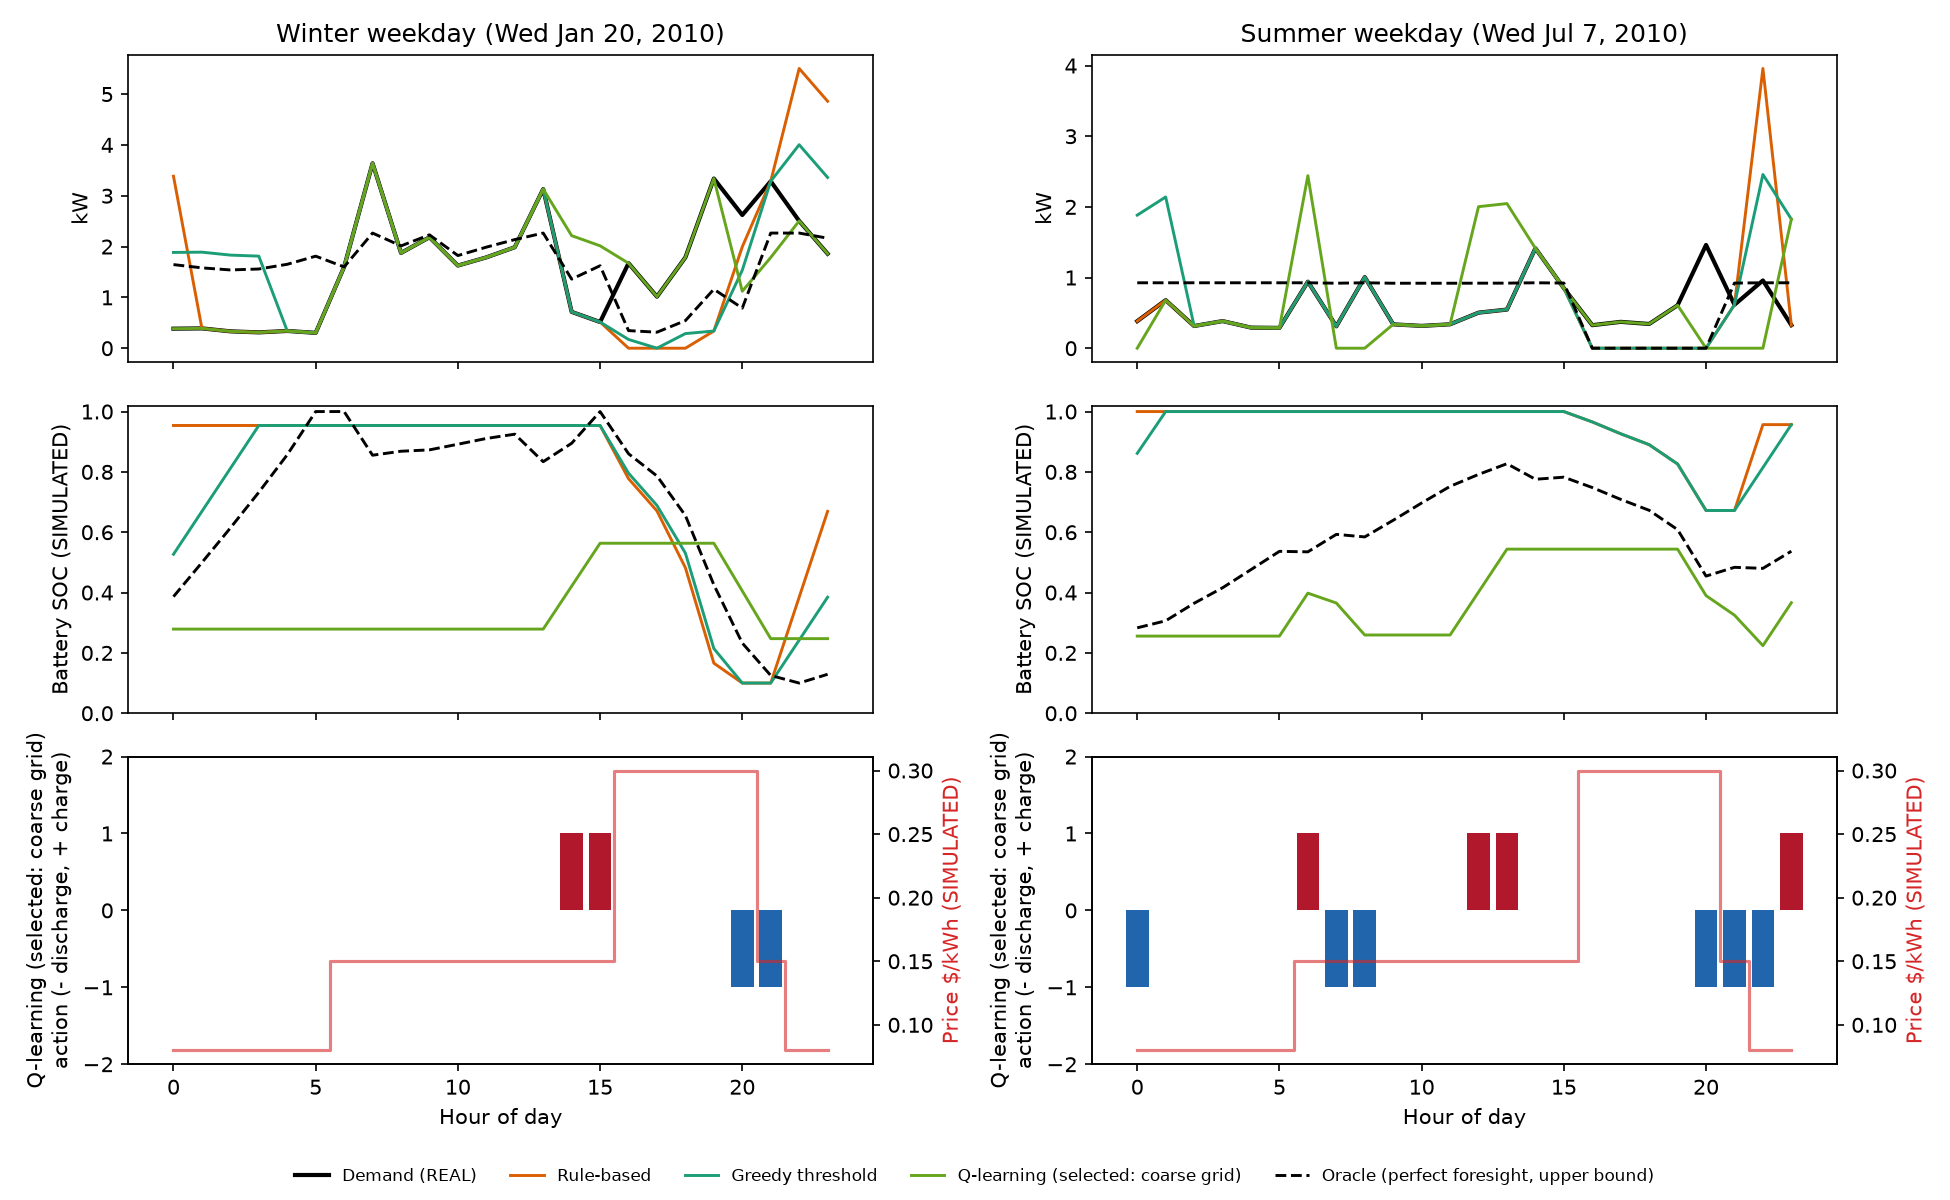 Winter weekday (Wed Jan 20, 2010)
Summer weekday (Wed Jul 7, 2010)
kW
5
4
3
2
1
0
kW
4
3
2
1
0
Battery SOC (SIMULATED)
1.0
0.8
0.6
0.4
0.2
0.0
Battery SOC (SIMULATED)
1.0
0.8
0.6
0.4
0.2
0.0
Q-learning (selected: coarse grid)
action (- discharge, + charge)
2
1
0
−1
−2
0.30
0.25
0.20
0.15
0.10
Price $/kWh (SIMULATED)
0 5 10 15 20
Hour of day
Q-learning (selected: coarse grid)
action (- discharge, + charge)
2
1
0
−1
−2
0.30
0.25
0.20
0.15
0.10
Price $/kWh (SIMULATED)
0 5 10 15 20
Hour of day
Demand (REAL) Rule-based Greedy threshold Q-learning (selected: coarse grid) Oracle (perfect foresight, upper bound)